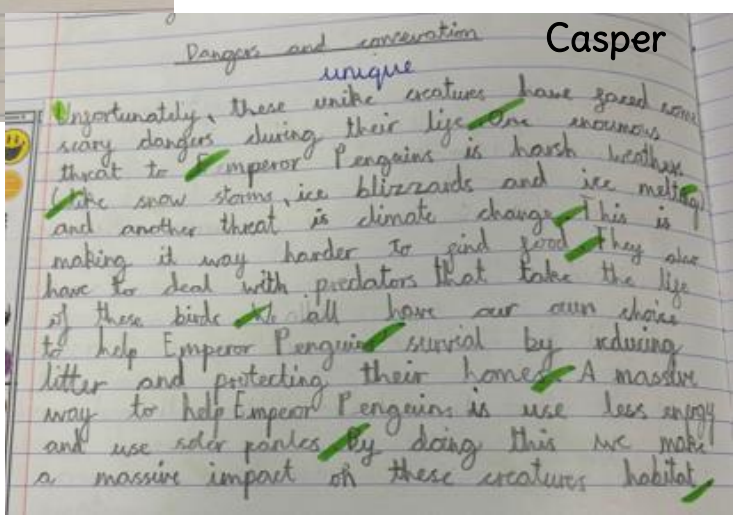 Casper
Dangers and concevation
unique
Unfortunately, these unike creatures have faced some
scary dangers during their life. One enoumous
threat to Emperor Pengains is harsh weather.
Like snow storms, ice blizzards and ice melting
and another threat is climate change. This is
making it way harder to find food. They also
have to deal with predators that take the life
of these birds. We all have our own choice
to help Emperor Penguins survial by reducing
litter and protecting their homes. A massive
way to help Emperor Pengains is use less energy
and use soler panles. By doing this we make
a massive impact on these creatures habitat.